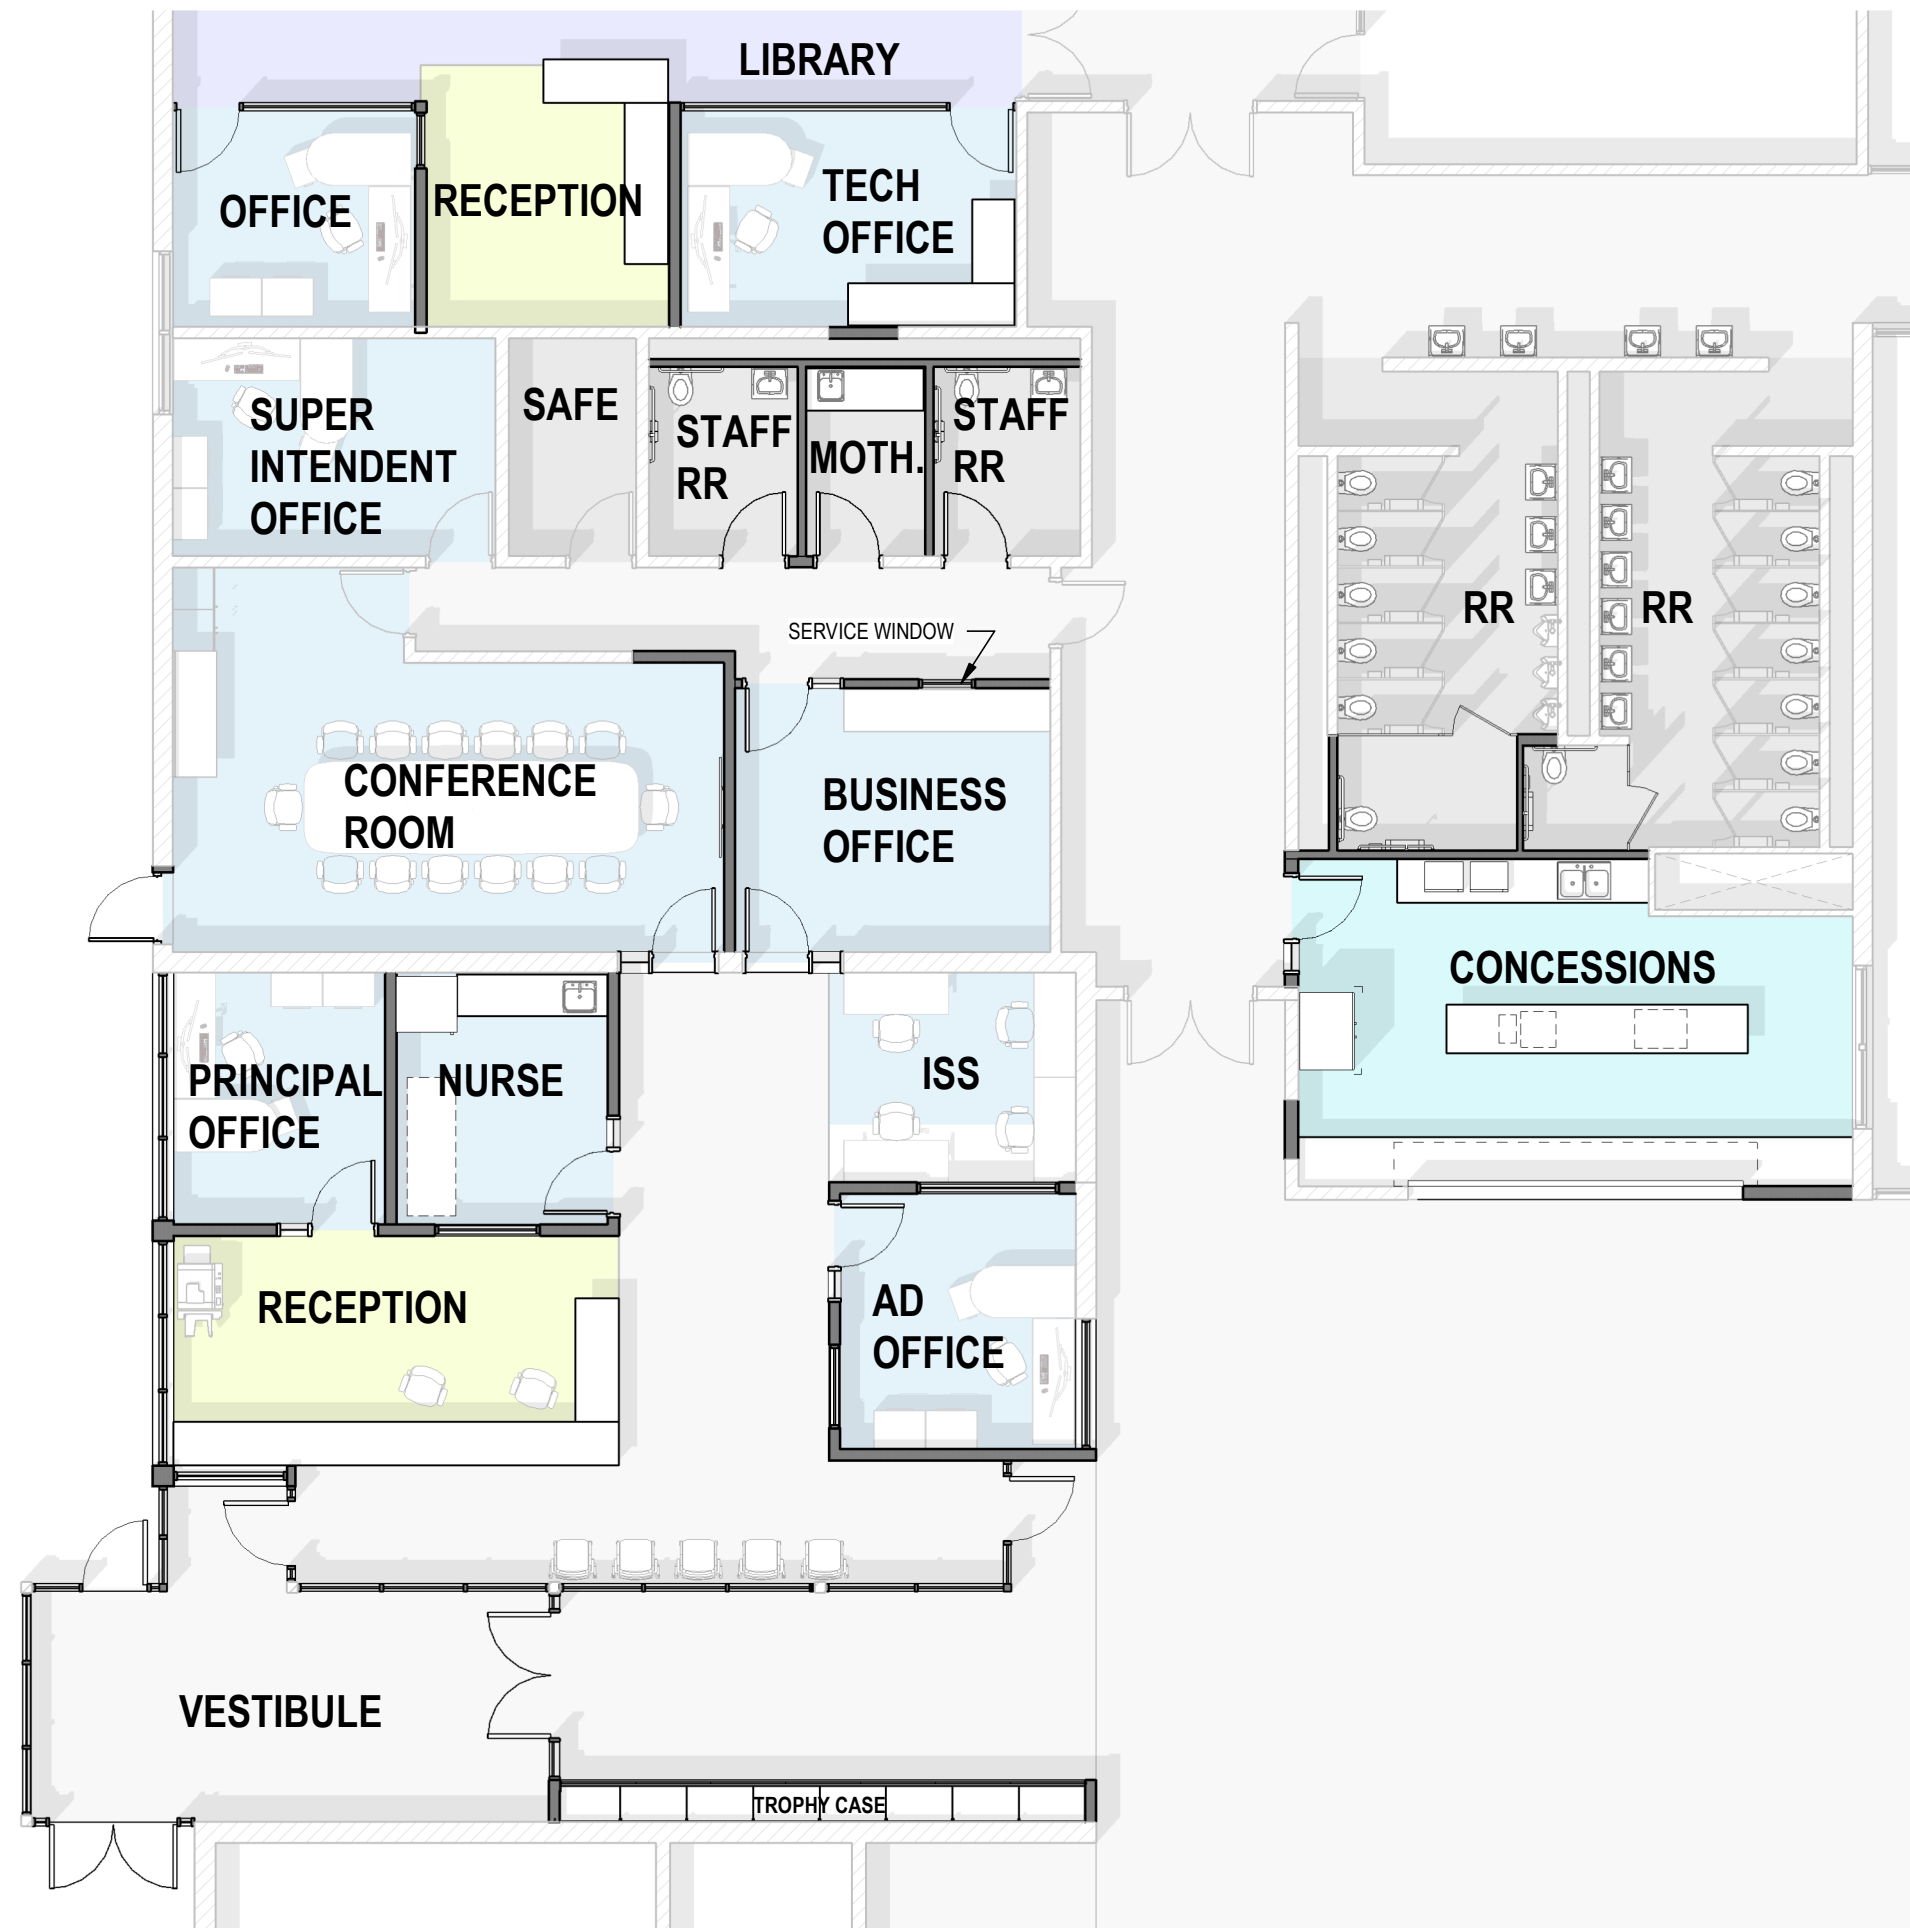 LIBRARY
OFFICE
RECEPTION
TECH
OFFICE
SUPER
INTENDENT
OFFICE
SAFE
STAFF
RR
MOTH.
STAFF
RR
SERVICE WINDOW
RR
RR
CONFERENCE
ROOM
BUSINESS
OFFICE
CONCESSIONS
PRINCIPAL
OFFICE
NURSE
ISS
RECEPTION
AD
OFFICE
VESTIBULE
TROPHY CASE